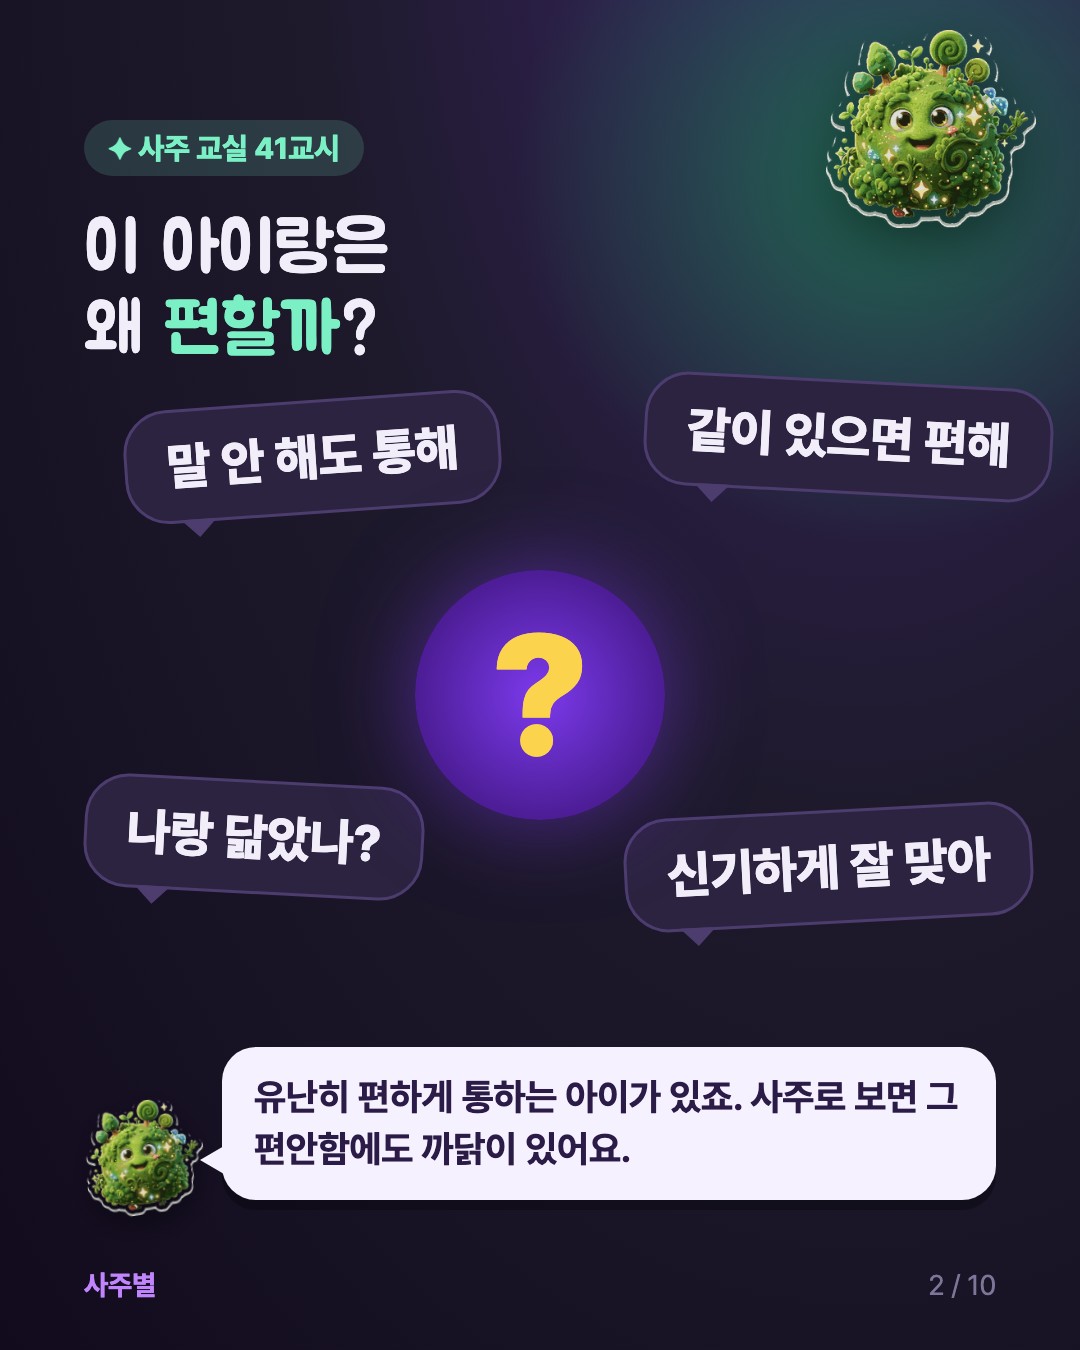 ✦ 사주 교실 41교시
이 아이랑은
왜 편할까?
말 안 해도 통해
같이 있으면 편해
?
나랑 닮았나?
신기하게 잘 맞아
유난히 편하게 통하는 아이가 있죠. 사주로 보면 그
편안함에도 까닭이 있어요.
사주별
2 / 10